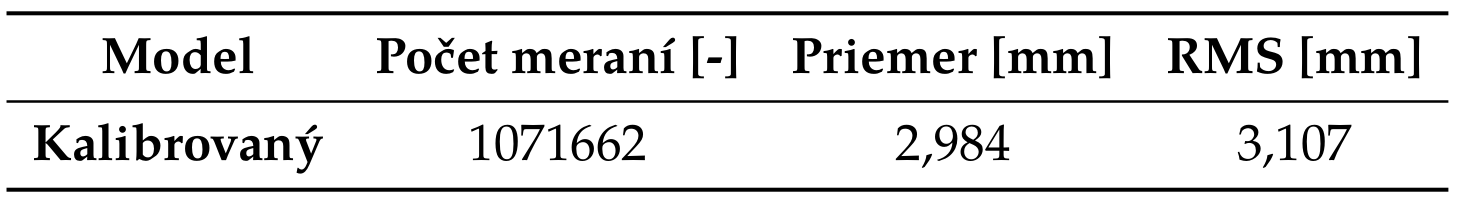 Model Počet meraní [-] Priemer [mm] RMS [mm]
Kalibrovaný 1071662 2,984 3,107